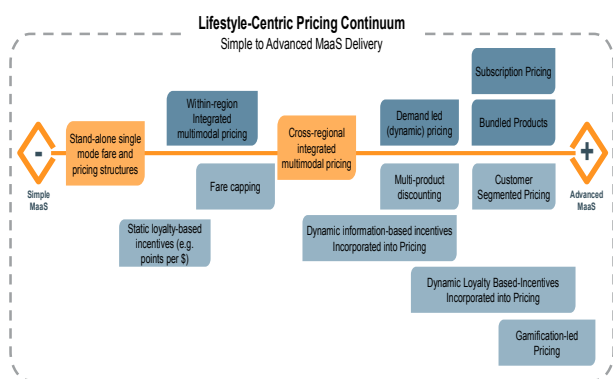 Lifestyle-Centric Pricing Continuum
Simple to Advanced MaaS Delivery
Subscription Pricing
Within-region
Integrated
multimodal pricing
Demand led
(dynamic) pricing
Bundled Products
Stand-alone single
mode fare and
pricing structures
Cross-regional
integrated
multimodal pricing
-
+
Simple
MaaS
Advanced
MaaS
Fare capping
Multi-product
discounting
Customer
Segmented Pricing
Static loyalty-based
incentives (e.g.
points per $)
Dynamic information-based incentives
Incorporated into Pricing
Dynamic Loyalty Based-Incentives
Incorporated into Pricing
Gamification-led
Pricing